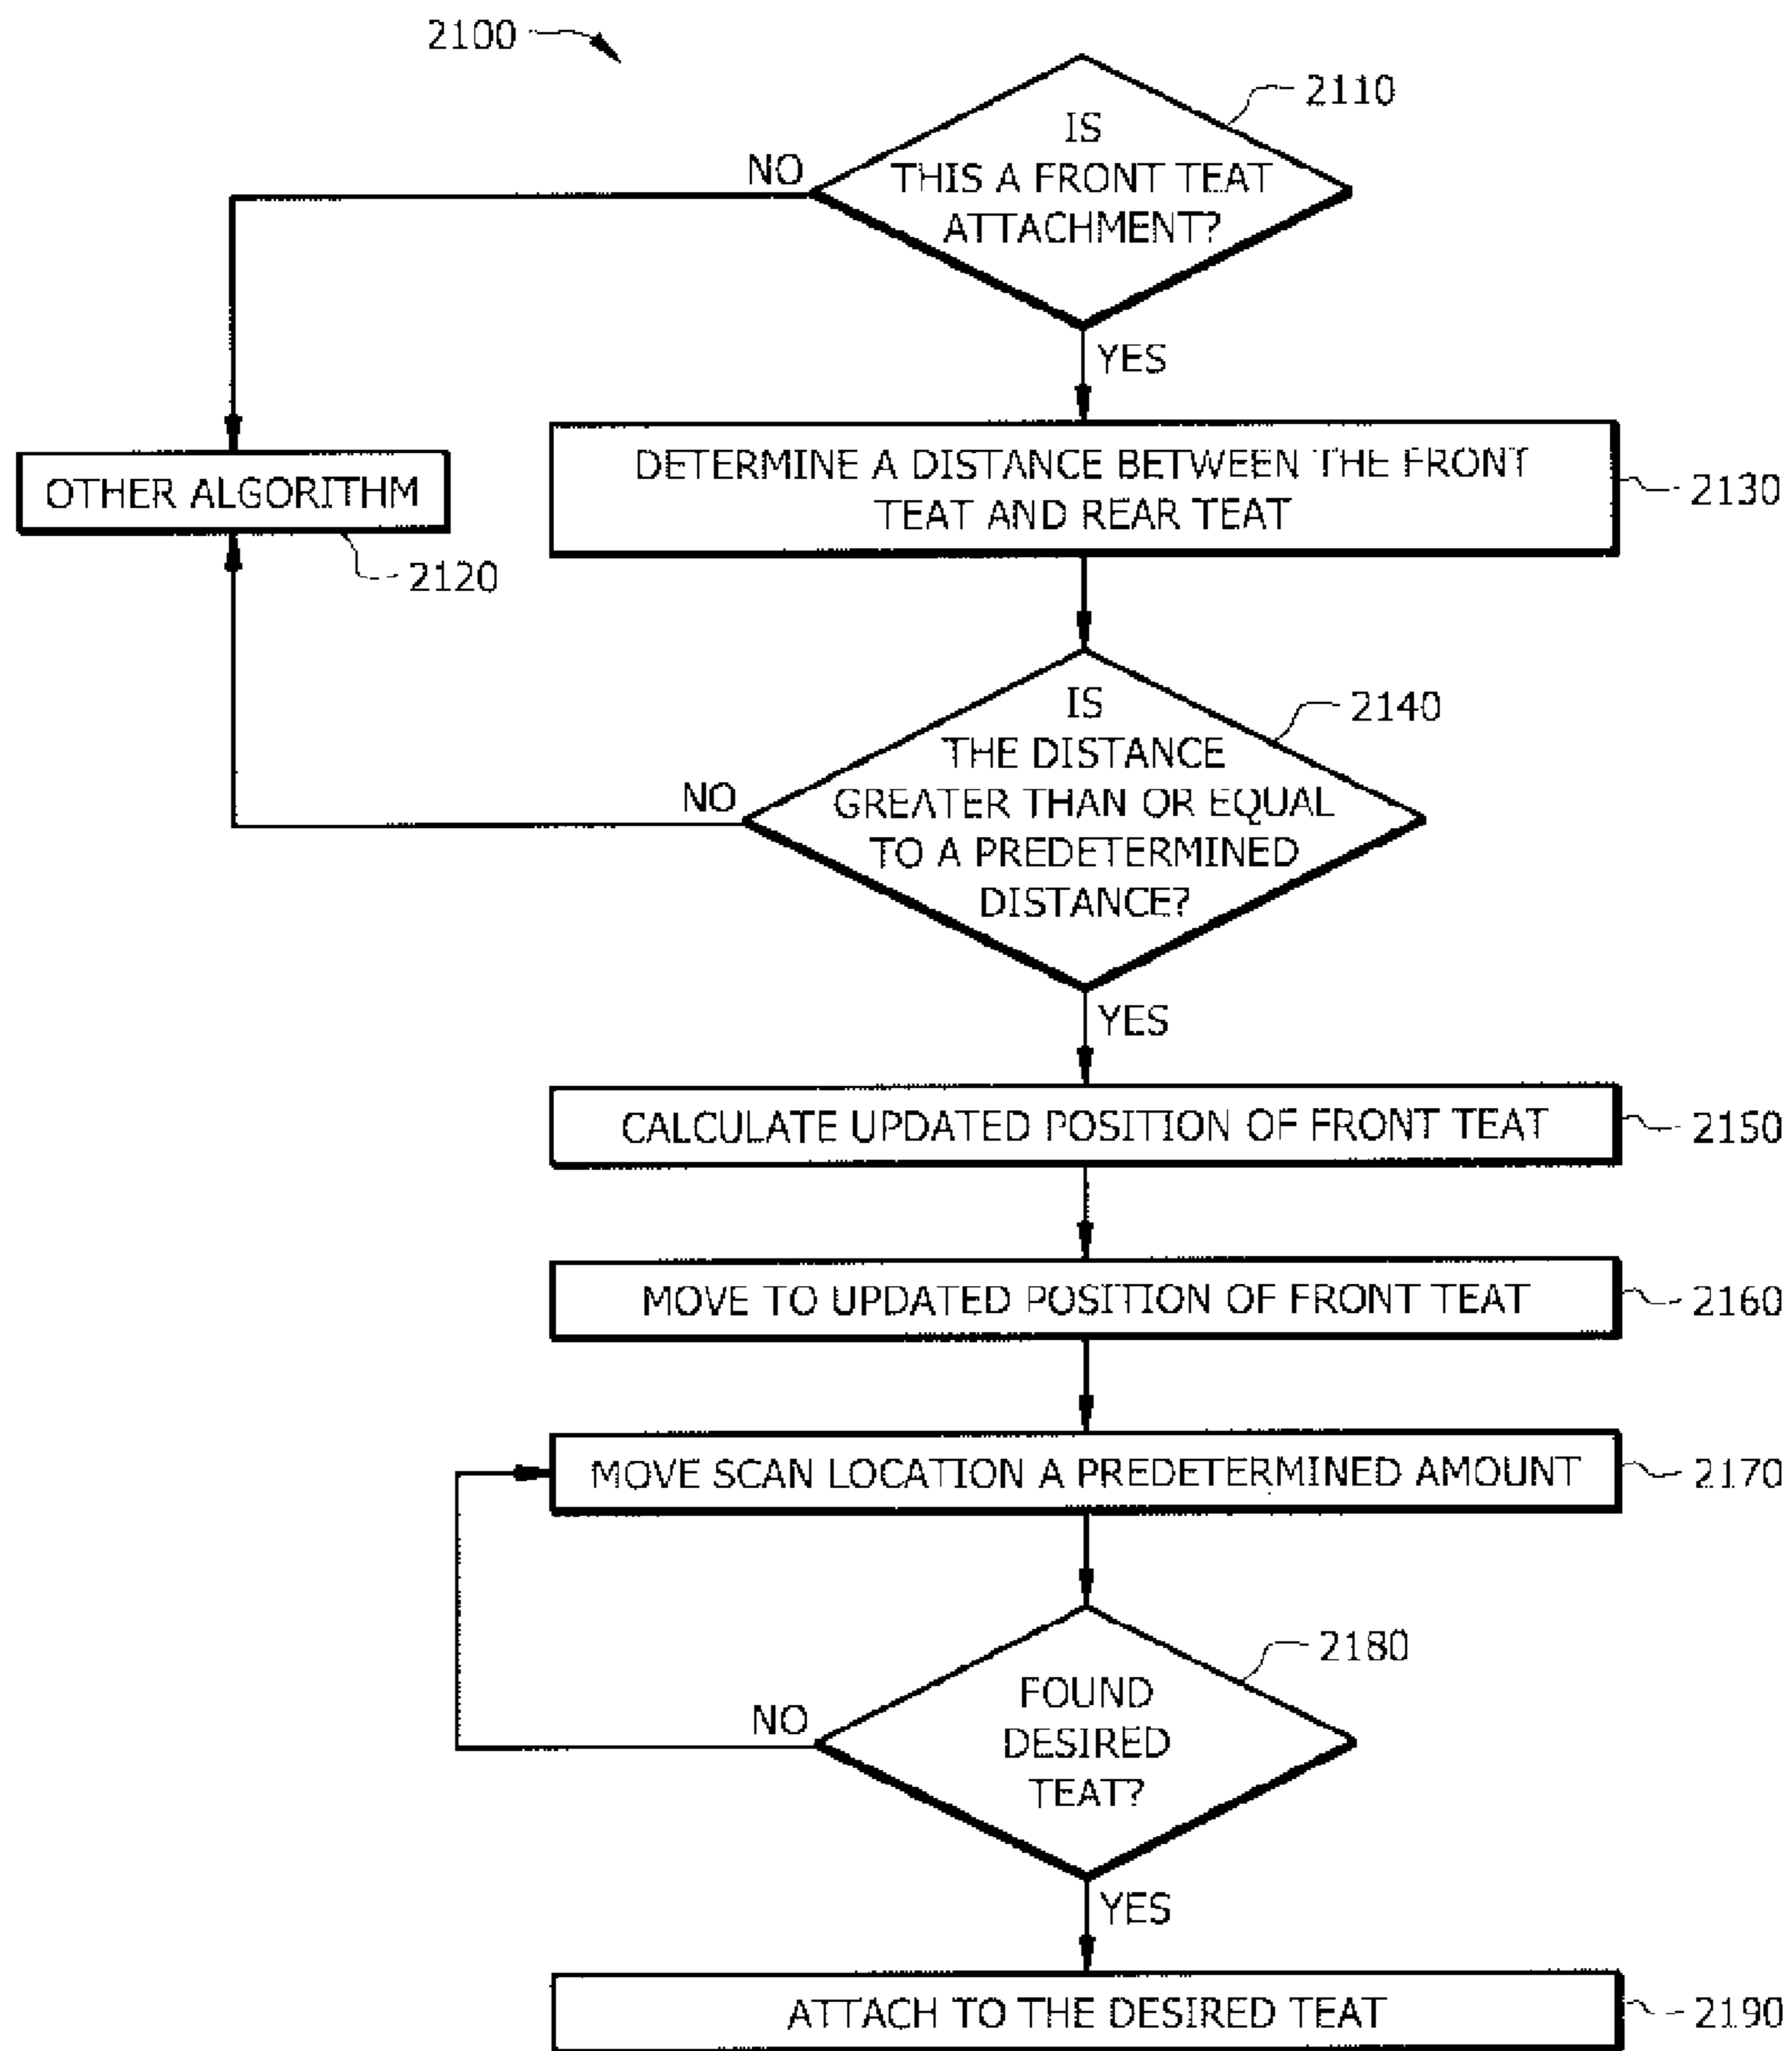 2100
2110
IS
THIS A FRONT TEAT
ATTACHMENT?
NO
YES
OTHER ALGORITHM
2120
DETERMINE A DISTANCE BETWEEN THE FRONT
TEAT AND REAR TEAT
2130
IS
THE DISTANCE
GREATER THAN OR EQUAL
TO A PREDETERMINED
DISTANCE?
2140
NO
YES
CALCULATE UPDATED POSITION OF FRONT TEAT
2150
MOVE TO UPDATED POSITION OF FRONT TEAT
2160
MOVE SCAN LOCATION A PREDETERMINED AMOUNT
2170
2180
FOUND
DESIRED
TEAT?
NO
YES
ATTACH TO THE DESIRED TEAT
2190